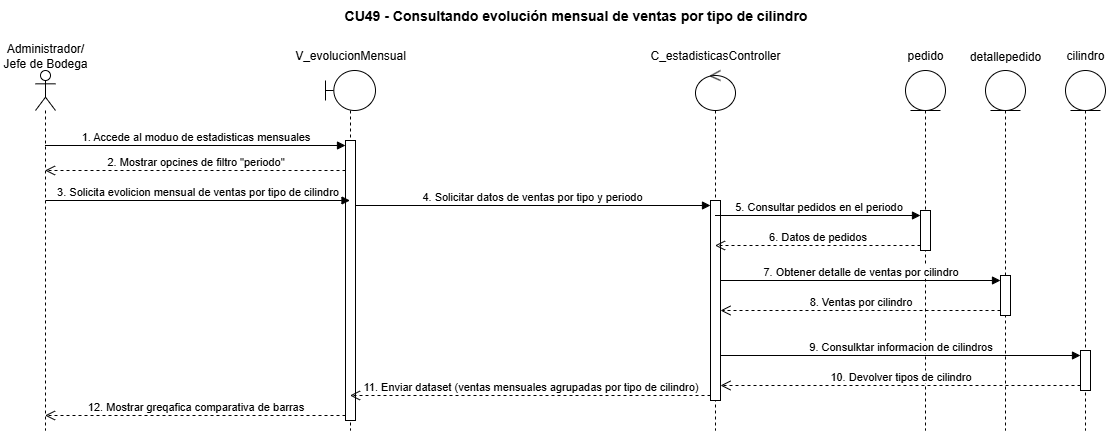 CU49 - Consultando evolución mensual de ventas por tipo de cilindro
Administrador/
Jefe de Bodega
V_evolucionMensual
C_estadisticasController
pedido
detallepedido
cilindro
1. Accede al moduo de estadisticas mensuales
2. Mostrar opcines de filtro "periodo"
3. Solicita evolicion mensual de ventas por tipo de cilindro
4. Solicitar datos de ventas por tipo y periodo
5. Consultar pedidos en el periodo
6. Datos de pedidos
7. Obtener detalle de ventas por cilindro
8. Ventas por cilindro
9. Consulktar informacion de cilindros
10. Devolver tipos de cilindro
11. Enviar dataset (ventas mensuales agrupadas por tipo de cilindro)
12. Mostrar greqafica comparativa de barras